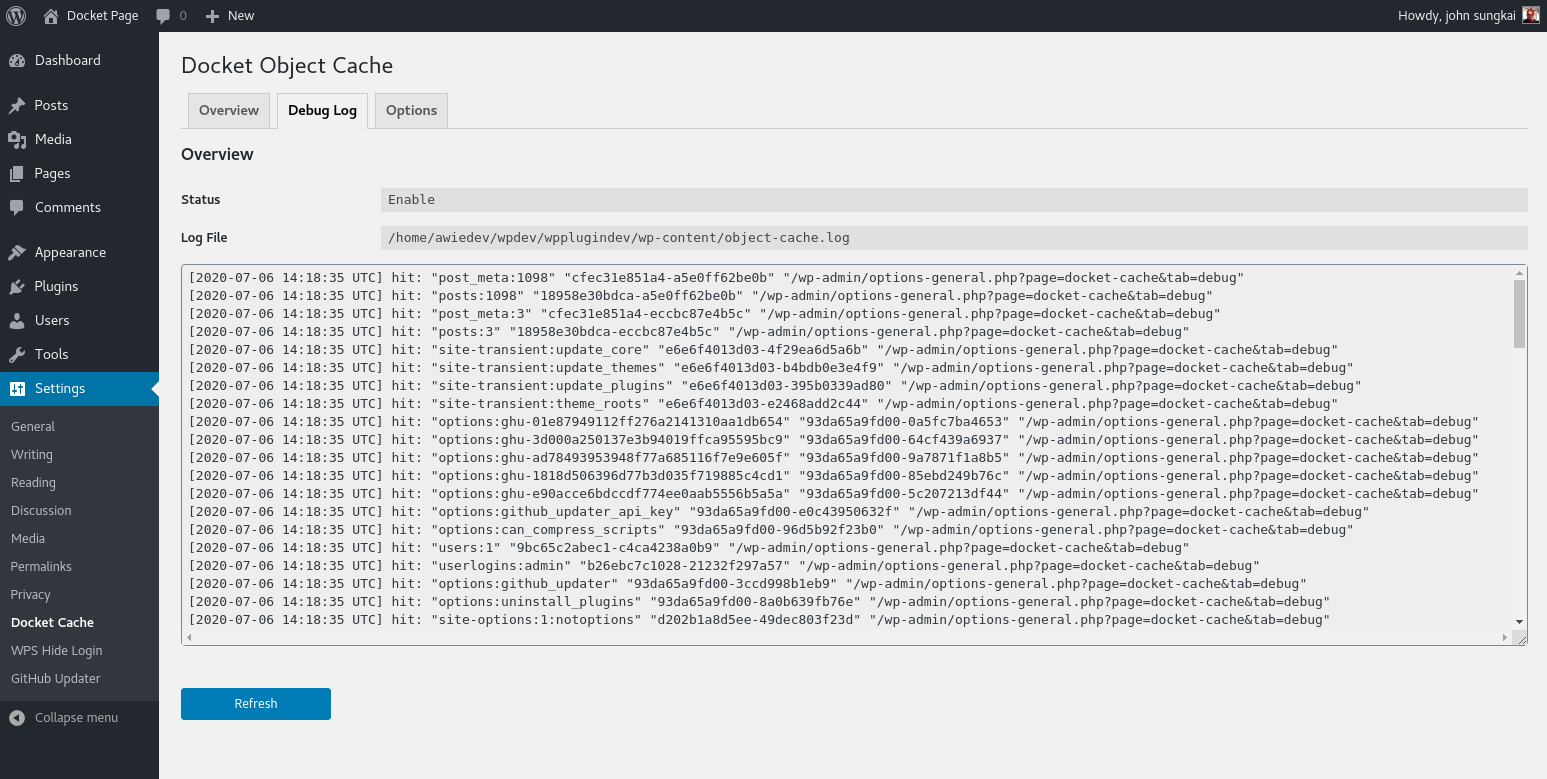 Docket Page 0 New Howdy, john sungkai
Dashboard
Posts
Media
Pages
Comments
Appearance
Plugins
Users
Tools
Settings
General
Writing
Reading
Discussion
Media
Permalinks
Privacy
Docket Cache
WPS Hide Login
GitHub Updater
Collapse menu
Docket Object Cache
Overview Debug Log Options
Overview
Status Enable
Log File /home/awiedev/wpdev/wpplugindev/wp-content/object-cache.log
[2020-07-06 14:18:35 UTC] hit: "post_meta:1098" "cfec31e851a4-a5e0ff62be0b" "/wp-admin/options-general.php?page=docket-cache&tab=debug"
[2020-07-06 14:18:35 UTC] hit: "posts:1098" "18958e30bdca-a5e0ff62be0b" "/wp-admin/options-general.php?page=docket-cache&tab=debug"
[2020-07-06 14:18:35 UTC] hit: "post_meta:3" "cfec31e851a4-eccbc87e4b5c" "/wp-admin/options-general.php?page=docket-cache&tab=debug"
[2020-07-06 14:18:35 UTC] hit: "posts:3" "18958e30bdca-eccbc87e4b5c" "/wp-admin/options-general.php?page=docket-cache&tab=debug"
[2020-07-06 14:18:35 UTC] hit: "site-transient:update_core" "e6e6f4013d03-4f29ea6d5a6b" "/wp-admin/options-general.php?page=docket-cache&tab=debug"
[2020-07-06 14:18:35 UTC] hit: "site-transient:update_themes" "e6e6f4013d03-b4bdb0e3e4f9" "/wp-admin/options-general.php?page=docket-cache&tab=debug"
[2020-07-06 14:18:35 UTC] hit: "site-transient:update_plugins" "e6e6f4013d03-395b0339ad80" "/wp-admin/options-general.php?page=docket-cache&tab=debug"
[2020-07-06 14:18:35 UTC] hit: "site-transient:theme_roots" "e6e6f4013d03-e2468add2c44" "/wp-admin/options-general.php?page=docket-cache&tab=debug"
[2020-07-06 14:18:35 UTC] hit: "options:ghu-01e87949112ff276a2141310aa1db654" "93da65a9fd00-0a5fc7ba4653" "/wp-admin/options-general.php?page=docket-cache&tab=debug"
[2020-07-06 14:18:35 UTC] hit: "options:ghu-3d000a250137e3b94019ffca95595bc9" "93da65a9fd00-64cf439a6937" "/wp-admin/options-general.php?page=docket-cache&tab=debug"
[2020-07-06 14:18:35 UTC] hit: "options:ghu-ad78493953948f77a685116f7e9e605f" "93da65a9fd00-9a7871f1a8b5" "/wp-admin/options-general.php?page=docket-cache&tab=debug"
[2020-07-06 14:18:35 UTC] hit: "options:ghu-1818d506396d77b3d035f719885c4cd1" "93da65a9fd00-85ebd249b76c" "/wp-admin/options-general.php?page=docket-cache&tab=debug"
[2020-07-06 14:18:35 UTC] hit: "options:ghu-e90acce6bdccdf774ee0aab5556b5a5a" "93da65a9fd00-5c207213df44" "/wp-admin/options-general.php?page=docket-cache&tab=debug"
[2020-07-06 14:18:35 UTC] hit: "options:github_updater_api_key" "93da65a9fd00-e0c43950632f" "/wp-admin/options-general.php?page=docket-cache&tab=debug"
[2020-07-06 14:18:35 UTC] hit: "options:can_compress_scripts" "93da65a9fd00-96d5b92f23b0" "/wp-admin/options-general.php?page=docket-cache&tab=debug"
[2020-07-06 14:18:35 UTC] hit: "users:1" "9bc65c2abec1-c4ca4238a0b9" "/wp-admin/options-general.php?page=docket-cache&tab=debug"
[2020-07-06 14:18:35 UTC] hit: "userlogins:admin" "b26ebc7c1028-21232f297a57" "/wp-admin/options-general.php?page=docket-cache&tab=debug"
[2020-07-06 14:18:35 UTC] hit: "options:github_updater" "93da65a9fd00-3ccd998b1eb9" "/wp-admin/options-general.php?page=docket-cache&tab=debug"
[2020-07-06 14:18:35 UTC] hit: "options:uninstall_plugins" "93da65a9fd00-8a0b639fb76e" "/wp-admin/options-general.php?page=docket-cache&tab=debug"
[2020-07-06 14:18:35 UTC] hit: "site-options:1:notoptions" "d202b1a8d5ee-49dec803f23d" "/wp-admin/options-general.php?page=docket-cache&tab=debug"
Refresh